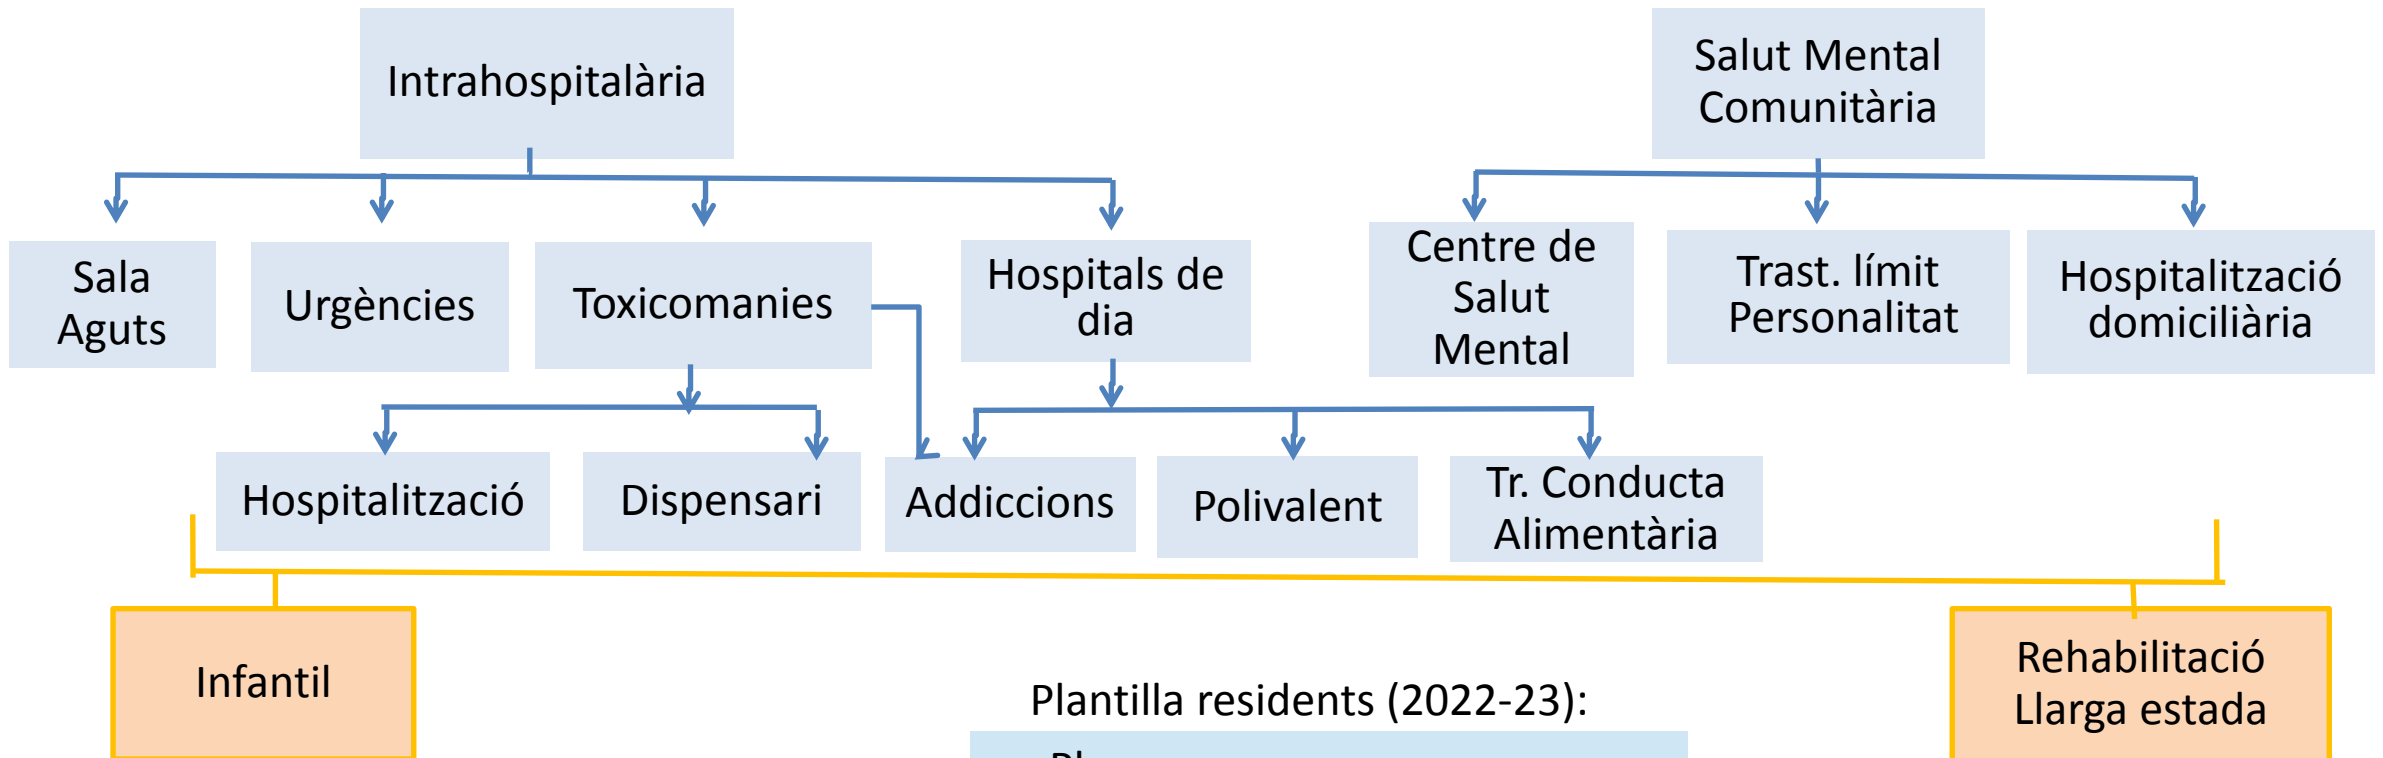 Intrahospitalària
Salut Mental
Comunitària
Sala
Aguts
Urgències
Toxicomanies
Hospitals de
dia
Centre de
Salut
Mental
Trast. límit
Personalitat
Hospitalització
domiciliària
Hospitalització
Dispensari
Addiccions
Polivalent
Tr. Conducta
Alimentària
Infantil
Rehabilitació
Llarga estada
Plantilla residents (2022-23):